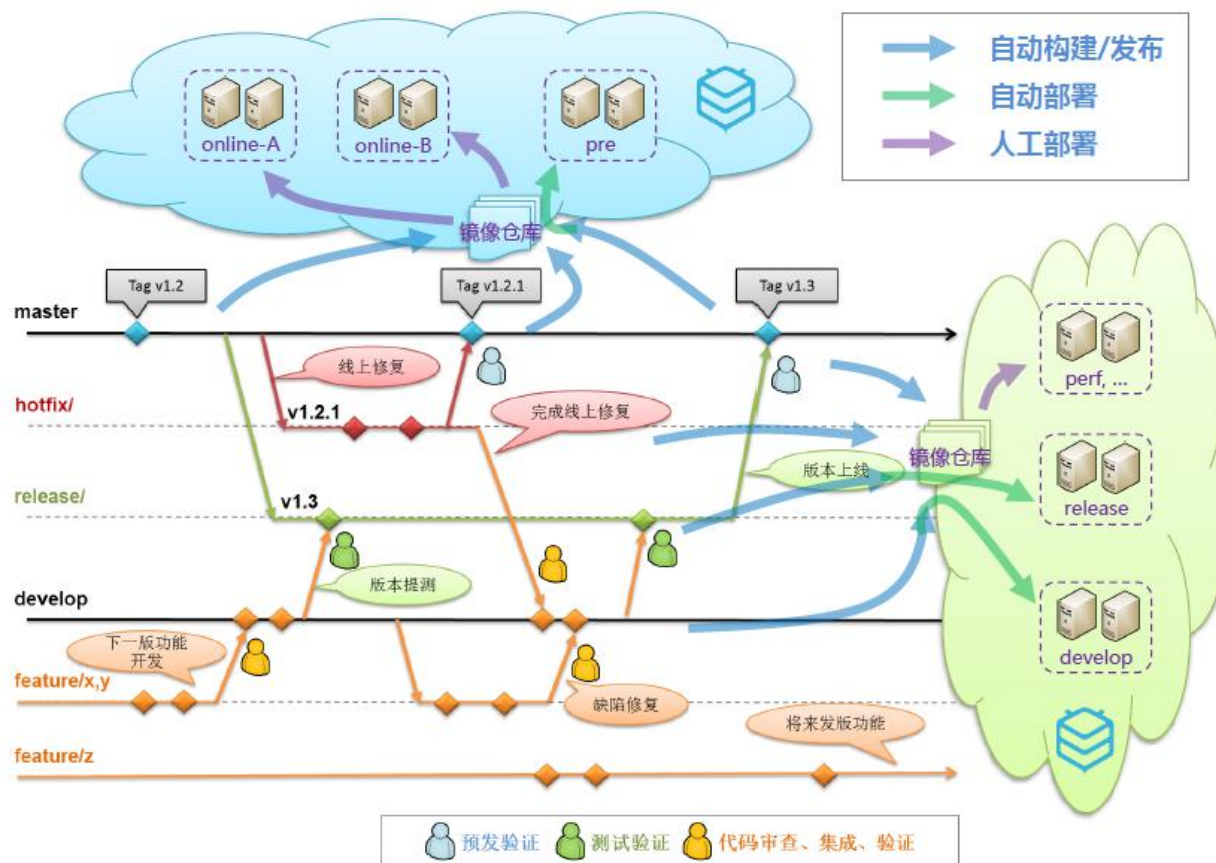 online-A
online-B
pre
自动构建/发布
自动部署
人工部署
镜像仓库
Tag v1.2
Tag v1.2.1
Tag v1.3
master
线上修复
perf, ...
hotfix/
v1.2.1
完成线上修复
镜像仓库
版本上线
release/
v1.3
release
版本提测
develop
下一版功能
开发
develop
feature/x,y
缺陷修复
将来发版功能
feature/z
预发验证
测试验证
代码审查、集成、验证